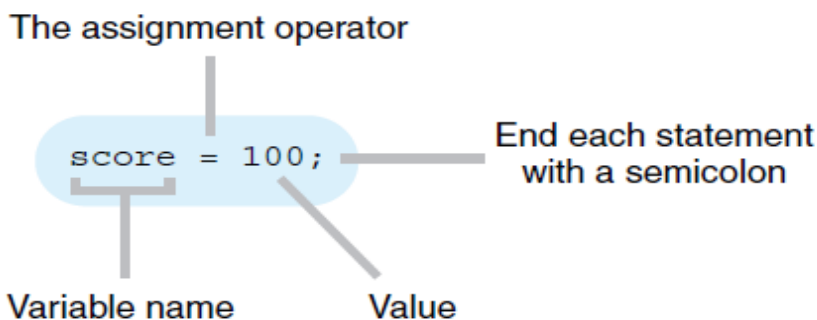 The assignment operator
score = 100;
End each statement
with a semicolon
Variable name
Value